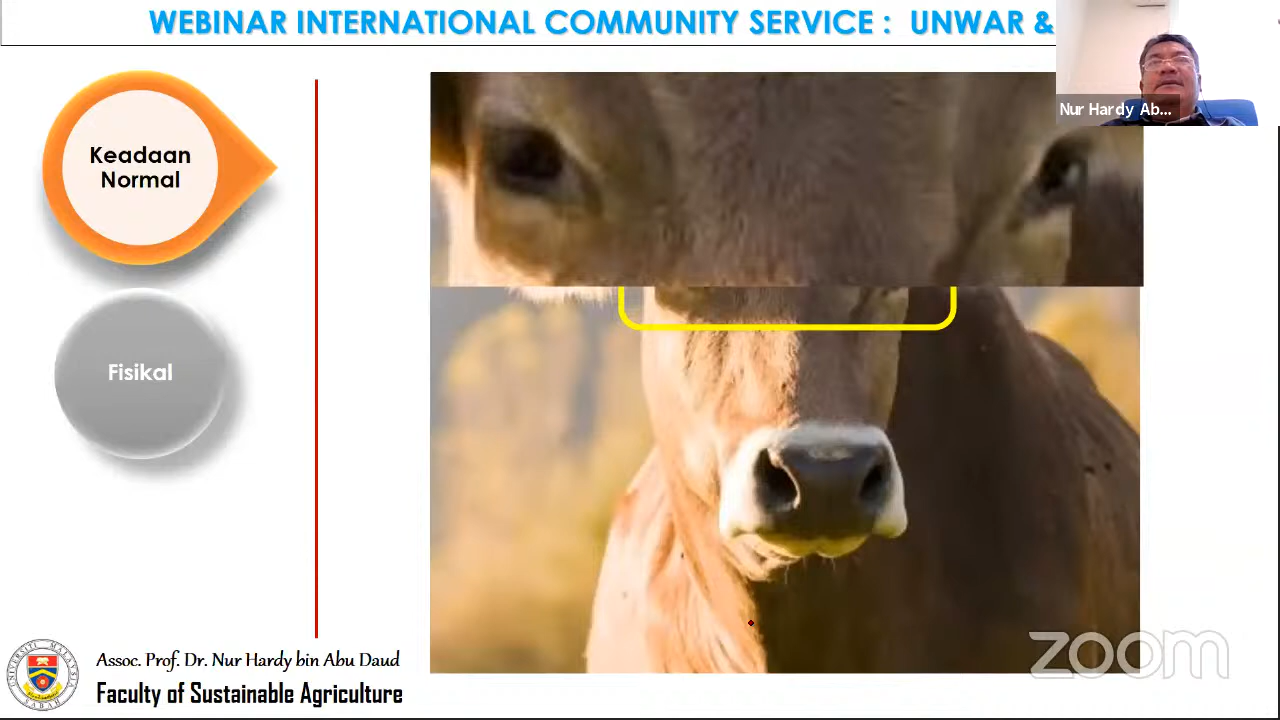 WEBINAR INTERNATIONAL COMMUNITY SERVICE : UNWAR &
Nur Hardy Ab...
Keadaan
Normal
Fisikal
Assoc. Prof. Dr. Nur Hardy bin Abu Daud
Faculty of Sustainable Agriculture
zoom